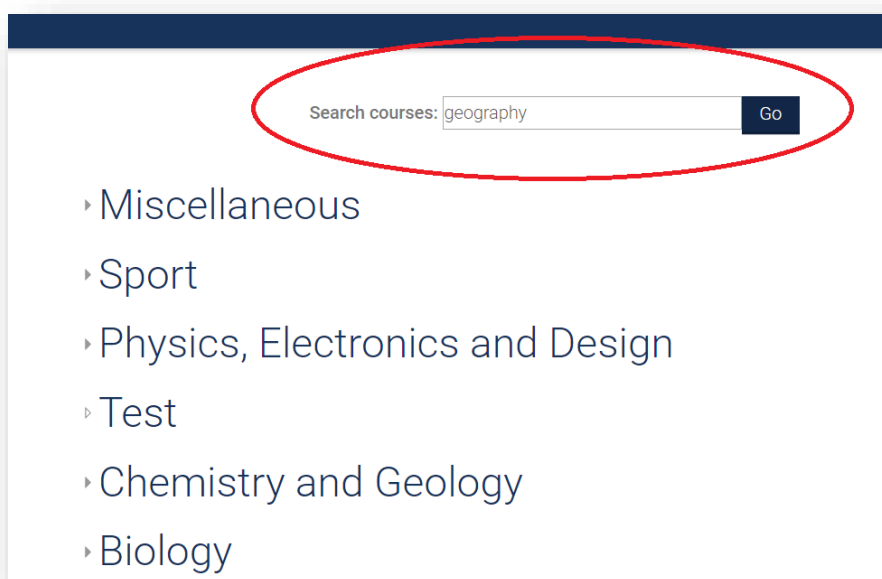 Search courses: geography Go
Miscellaneous
Sport
Physics, Electronics and Design
Test
Chemistry and Geology
Biology